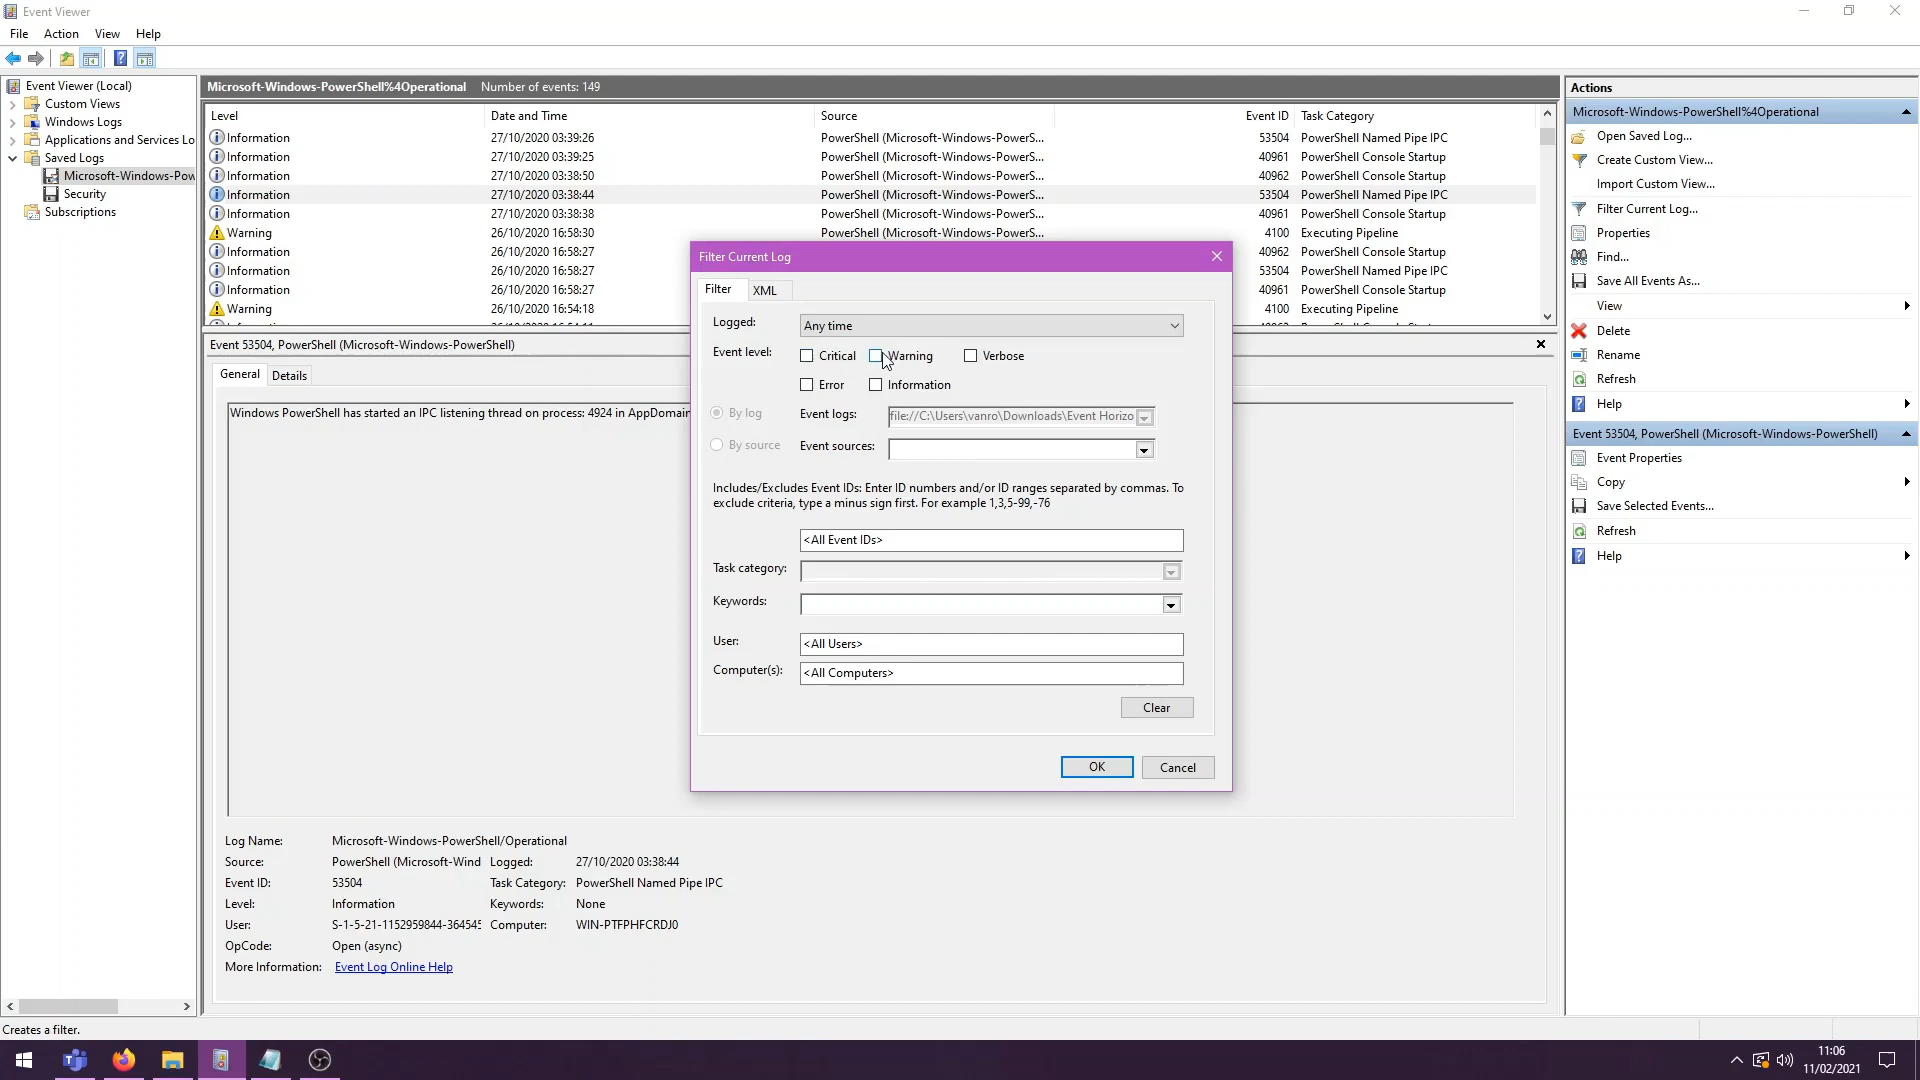 Event Viewer
File Action View Help
Event Viewer (Local)
Custom Views
Windows Logs
Applications and Services Lo
Saved Logs
Microsoft-Windows-Pow
Security
Subscriptions
Microsoft-Windows-PowerShell%4Operational Number of events: 149
Level Date and Time Source Event ID Task Category
Information 27/10/2020 03:39:26 PowerShell (Microsoft-Windows-PowerS... 53504 PowerShell Named Pipe IPC
Information 27/10/2020 03:39:25 PowerShell (Microsoft-Windows-PowerS... 40961 PowerShell Console Startup
Information 27/10/2020 03:38:50 PowerShell (Microsoft-Windows-PowerS... 40962 PowerShell Console Startup
Information 27/10/2020 03:38:44 PowerShell (Microsoft-Windows-PowerS... 53504 PowerShell Named Pipe IPC
Information 27/10/2020 03:38:38 PowerShell (Microsoft-Windows-PowerS... 40961 PowerShell Console Startup
Warning 26/10/2020 16:58:30 PowerShell (Microsoft-Windows-PowerS... 4100 Executing Pipeline
Information 26/10/2020 16:58:27 40962 PowerShell Console Startup
Information 26/10/2020 16:58:27 53504 PowerShell Named Pipe IPC
Information 26/10/2020 16:58:27 40961 PowerShell Console Startup
Warning 26/10/2020 16:54:18 4100 Executing Pipeline
Event 53504, PowerShell (Microsoft-Windows-PowerShell)
General Details
Windows PowerShell has started an IPC listening thread on process: 4924 in AppDomain
Log Name: Microsoft-Windows-PowerShell/Operational
Source: PowerShell (Microsoft-Wind Logged: 27/10/2020 03:38:44
Event ID: 53504 Task Category: PowerShell Named Pipe IPC
Level: Information Keywords: None
User: S-1-5-21-1152959844-364545 Computer: WIN-PTFPHFCRDJ0
OpCode: Open (async)
More Information: Event Log Online Help
Filter Current Log
Filter XML
Logged: Any time
Event level: Critical Warning Verbose
Error Information
By log Event logs: file://C:\Users\vanro\Downloads\Event Horizo
By source Event sources:
Includes/Excludes Event IDs: Enter ID numbers and/or ID ranges separated by commas. To
exclude criteria, type a minus sign first. For example 1,3,5-99,-76
<All Event IDs>
Task category:
Keywords:
User: <All Users>
Computer(s): <All Computers>
Clear
OK Cancel
Actions
Microsoft-Windows-PowerShell%4Operational
Open Saved Log...
Create Custom View...
Import Custom View...
Filter Current Log...
Properties
Find...
Save All Events As...
View
Delete
Rename
Refresh
Help
Event 53504, PowerShell (Microsoft-Windows-PowerShell)
Event Properties
Copy
Save Selected Events...
Refresh
Help
Creates a filter.
11:06
11/02/2021